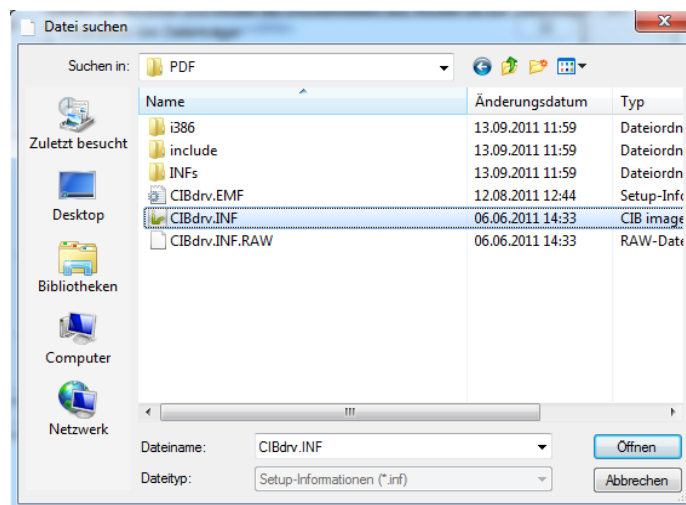 Datei suchen
Suchen in:
PDF
Name Änderungsdatum Typ
i386 13.09.2011 11:59 Dateiordn
include 13.09.2011 11:59 Dateiordn
INFs 13.09.2011 11:59 Dateiordn
CIBdrv.EMF 12.08.2011 12:44 Setup-Info
CIBdrv.INF 06.06.2011 14:33 CIB image
CIBdrv.INF.RAW 06.06.2011 14:33 RAW-Date
Zuletzt besucht
Desktop
Bibliotheken
Computer
Netzwerk
Dateiname: CIBdrv.INF Öffnen
Dateityp: Setup-Informationen (*.inf) Abbrechen